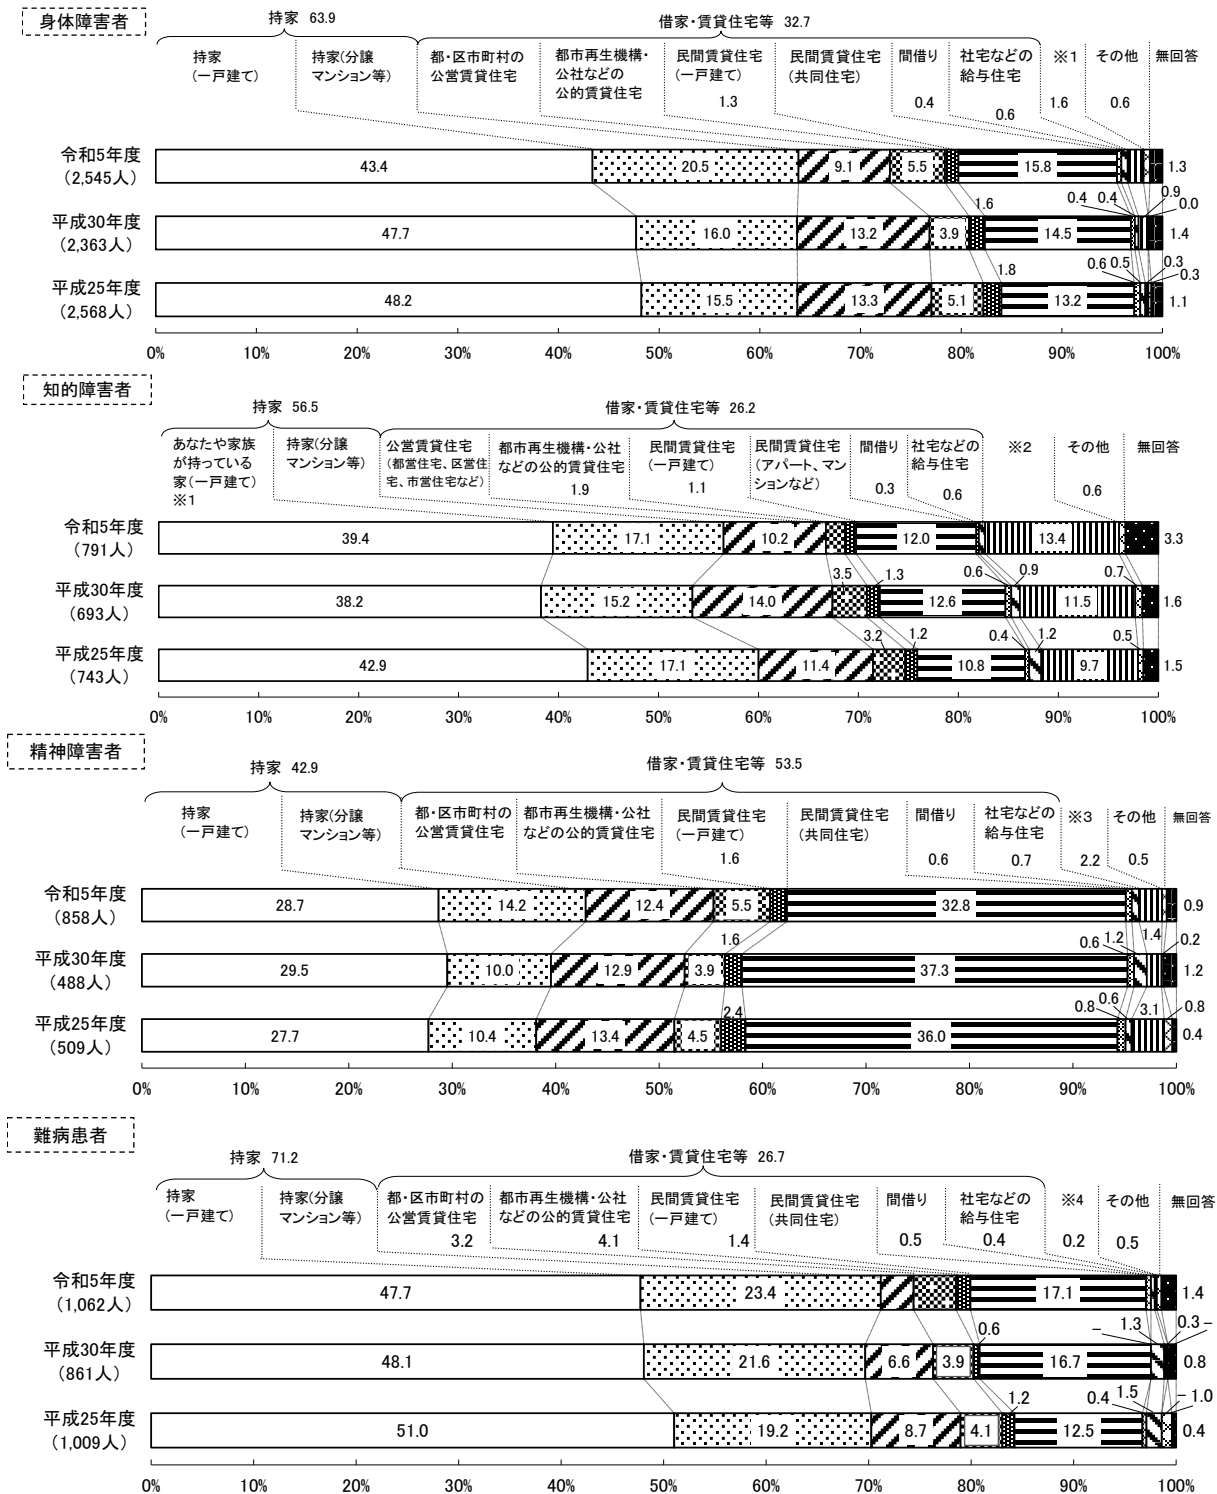 身体障害者
持家 63.9
借家・賃貸住宅等 32.7
持家
(一戸建て)
持家(分譲
マンション等)
都・区市町村の
公営賃貸住宅
都市再生機構・
公社などの
公的賃貸住宅
民間賃貸住宅
(一戸建て)
1.3
民間賃貸住宅
(共同住宅)
間借り
0.4
社宅などの
給与住宅
0.6
※1
1.6
その他
0.6
無回答
令和5年度
(2,545人)
43.4 20.5 9.1 5.5 15.8 1.3
1.6 0.4 0.4 0.9 0.0
平成30年度
(2,363人)
47.7 16.0 13.2 3.9 14.5 1.4
1.8 0.6 0.5 0.3 0.3
平成25年度
(2,568人)
48.2 15.5 13.3 5.1 13.2 1.1
0% 10% 20% 30% 40% 50% 60% 70% 80% 90% 100%
知的障害者
持家 56.5
借家・賃貸住宅等 26.2
あなたや家族
が持っている
家(一戸建て)
※1
持家(分譲
マンション等)
公営賃貸住宅
(都営住宅、区営住
宅、市営住宅など)
都市再生機構・公社
などの公的賃貸住宅
1.9
民間賃貸住宅
(一戸建て)
1.1
民間賃貸住宅
(アパート、マン
ションなど)
間借り
0.3
社宅などの
給与住宅
0.6
※2
その他
0.6
無回答
令和5年度
(791人)
39.4 17.1 10.2 12.0 13.4 3.3
3.5 1.3 0.6 0.9 0.7
平成30年度
(693人)
38.2 15.2 14.0 12.6 11.5 1.6
3.2 1.2 0.4 1.2 0.5
平成25年度
(743人)
42.9 17.1 11.4 10.8 9.7 1.5
0% 10% 20% 30% 40% 50% 60% 70% 80% 90% 100%
精神障害者
持家 42.9
借家・賃貸住宅等 53.5
持家
(一戸建て)
持家(分譲
マンション等)
都・区市町村の
公営賃貸住宅
都市再生機構・公社
などの公的賃貸住宅
民間賃貸住宅
(一戸建て)
1.6
民間賃貸住宅
(共同住宅)
間借り
0.6
社宅などの
給与住宅
0.7
※3
2.2
その他
0.5
無回答
令和5年度
(858人)
28.7 14.2 12.4 5.5 32.8 0.9
1.6 0.6 1.2 1.4 0.2
平成30年度
(488人)
29.5 10.0 12.9 3.9 37.3 1.2
2.4 0.8 0.6 3.1 0.8
平成25年度
(509人)
27.7 10.4 13.4 4.5 36.0 0.4
0% 10% 20% 30% 40% 50% 60% 70% 80% 90% 100%
難病患者
持家 71.2
借家・賃貸住宅等 26.7
持家
(一戸建て)
持家(分譲
マンション等)
都・区市町村の
公営賃貸住宅
3.2
都市再生機構・公社
などの公的賃貸住宅
4.1
民間賃貸住宅
(一戸建て)
1.4
民間賃貸住宅
(共同住宅)
間借り
0.5
社宅などの
給与住宅
0.4
※4
0.2
その他
0.5
無回答
令和5年度
(1,062人)
47.7 23.4 17.1 1.4
0.6 － 1.3 0.3 －
平成30年度
(861人)
48.1 21.6 6.6 3.9 16.7 0.8
1.2 0.4 1.5 － 1.0
平成25年度
(1,009人)
51.0 19.2 8.7 4.1 12.5 0.4
0% 10% 20% 30% 40% 50% 60% 70% 80% 90% 100%